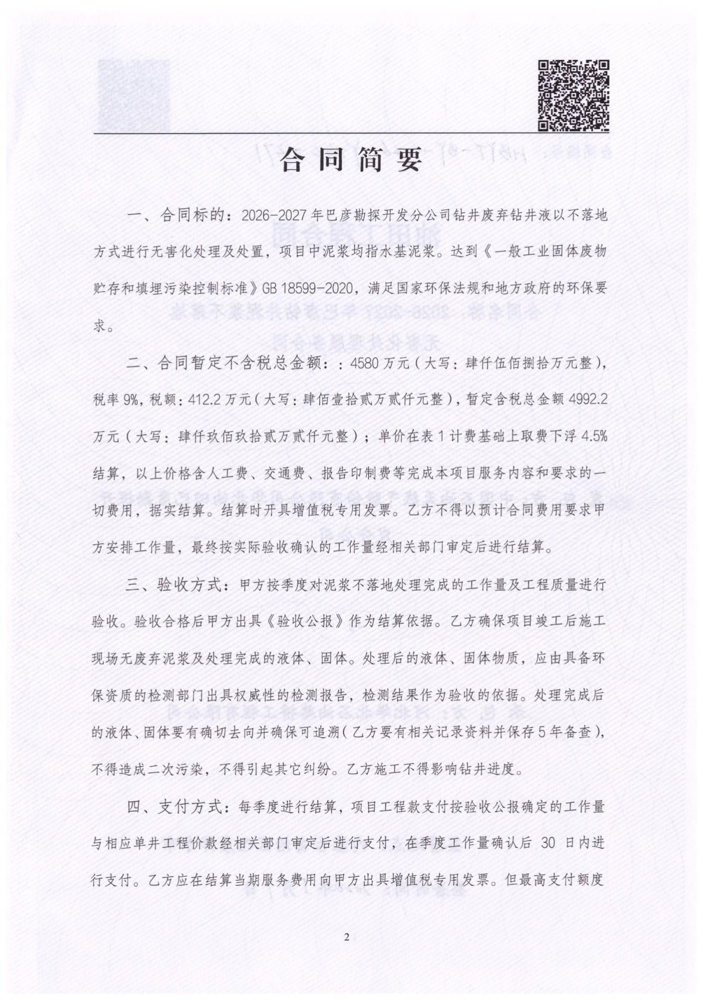 合同简要
一、合同标的：2026-2027年巴彦勘探开发分公司钻井废弃钻井液以不落地
方式进行无害化处理及处置，项目中泥浆均指水基泥浆。达到《一般工业固体废物
贮存和填埋污染控制标准》GB 18599-2020，满足国家环保法规和地方政府的环保要
求。
二、合同暂定不含税总金额：：4580万元（大写：肆仟伍佰捌拾万元整），
税率9%，税额：412.2万元（大写：肆佰壹拾贰万贰仟元整），暂定含税总金额4992.2
万元（大写：肆仟玖佰玖拾贰万贰仟元整）；单价在表1计费基础上取费下浮4.5%
结算，以上价格含人工费、交通费、报告印制费等完成本项目服务内容和要求的一
切费用，据实结算。结算时开具增值税专用发票。乙方不得以预计合同费用要求甲
方安排工作量，最终按实际验收确认的工作量经相关部门审定后进行结算。
三、验收方式：甲方按季度对泥浆不落地处理完成的工作量及工程质量进行
验收。验收合格后甲方出具《验收公报》作为结算依据。乙方确保项目竣工后施工
现场无废弃泥浆及处理完成的液体、固体。处理后的液体、固体物质，应由具备环
保资质的检测部门出具权威性的检测报告，检测结果作为验收的依据。处理完成后
的液体、固体要有确切去向并确保可追溯（乙方要有相关记录资料并保存5年备查），
不得造成二次污染，不得引起其它纠纷。乙方施工不得影响钻井进度。
四、支付方式：每季度进行结算，项目工程款支付按验收公报确定的工作量
与相应单井工程价款经相关部门审定后进行支付，在季度工作量确认后 30 日内进
行支付。乙方应在结算当期服务费用向甲方出具增值税专用发票。但最高支付额度
2